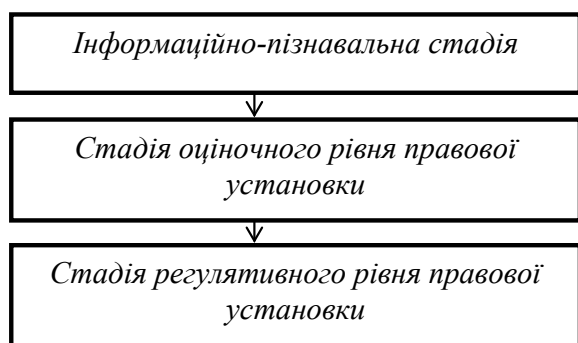 Інформаційно-пізнавальна стадія
Стадія оціночного рівня правової
установки
Стадія регулятивного рівня правової
установки